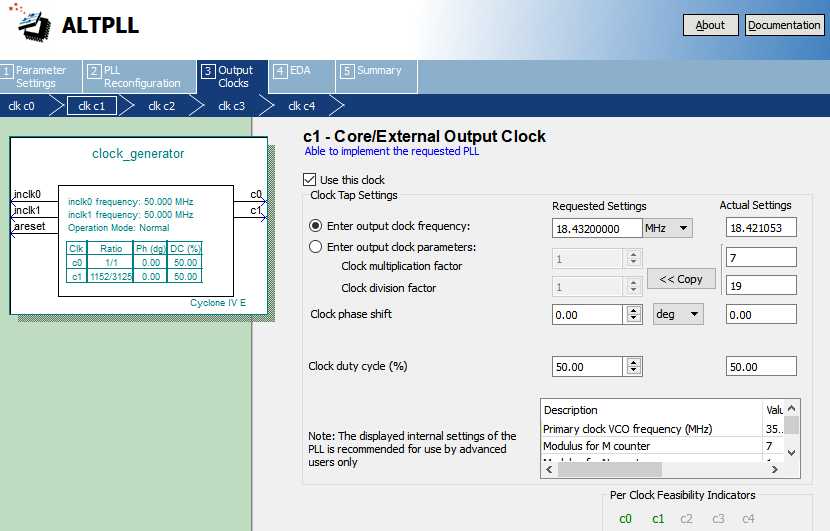 ALTPLL
About
Documentation
1 Parameter Settings
2 PLL Reconfiguration
3 Output Clocks
4 EDA
5 Summary
clk c0
clk c1
clk c2
clk c3
clk c4
clock_generator
inclk0
inclk1
areset
c0
c1
inclk0 frequency: 50.000 MHz
inclk1 frequency: 50.000 MHz
Operation Mode: Normal
Clk Ratio Ph (dg) DC (%)
c0 1/1 0.00 50.00
c1 1152/3125 0.00 50.00
Cyclone IV E
c1 - Core/External Output Clock
Able to implement the requested PLL
Use this clock
Clock Tap Settings
Requested Settings
Actual Settings
Enter output clock frequency:
18.43200000
MHz
18.421053
Enter output clock parameters:
Clock multiplication factor
1
7
Clock division factor
1
<< Copy
19
Clock phase shift
0.00
deg
0.00
Clock duty cycle (%)
50.00
50.00
Note: The displayed internal settings of the
PLL is recommended for use by advanced
users only
Description
Primary clock VCO frequency (MHz) 35...
Modulus for M counter 7
Per Clock Feasibility Indicators
c0 c1 c2 c3 c4